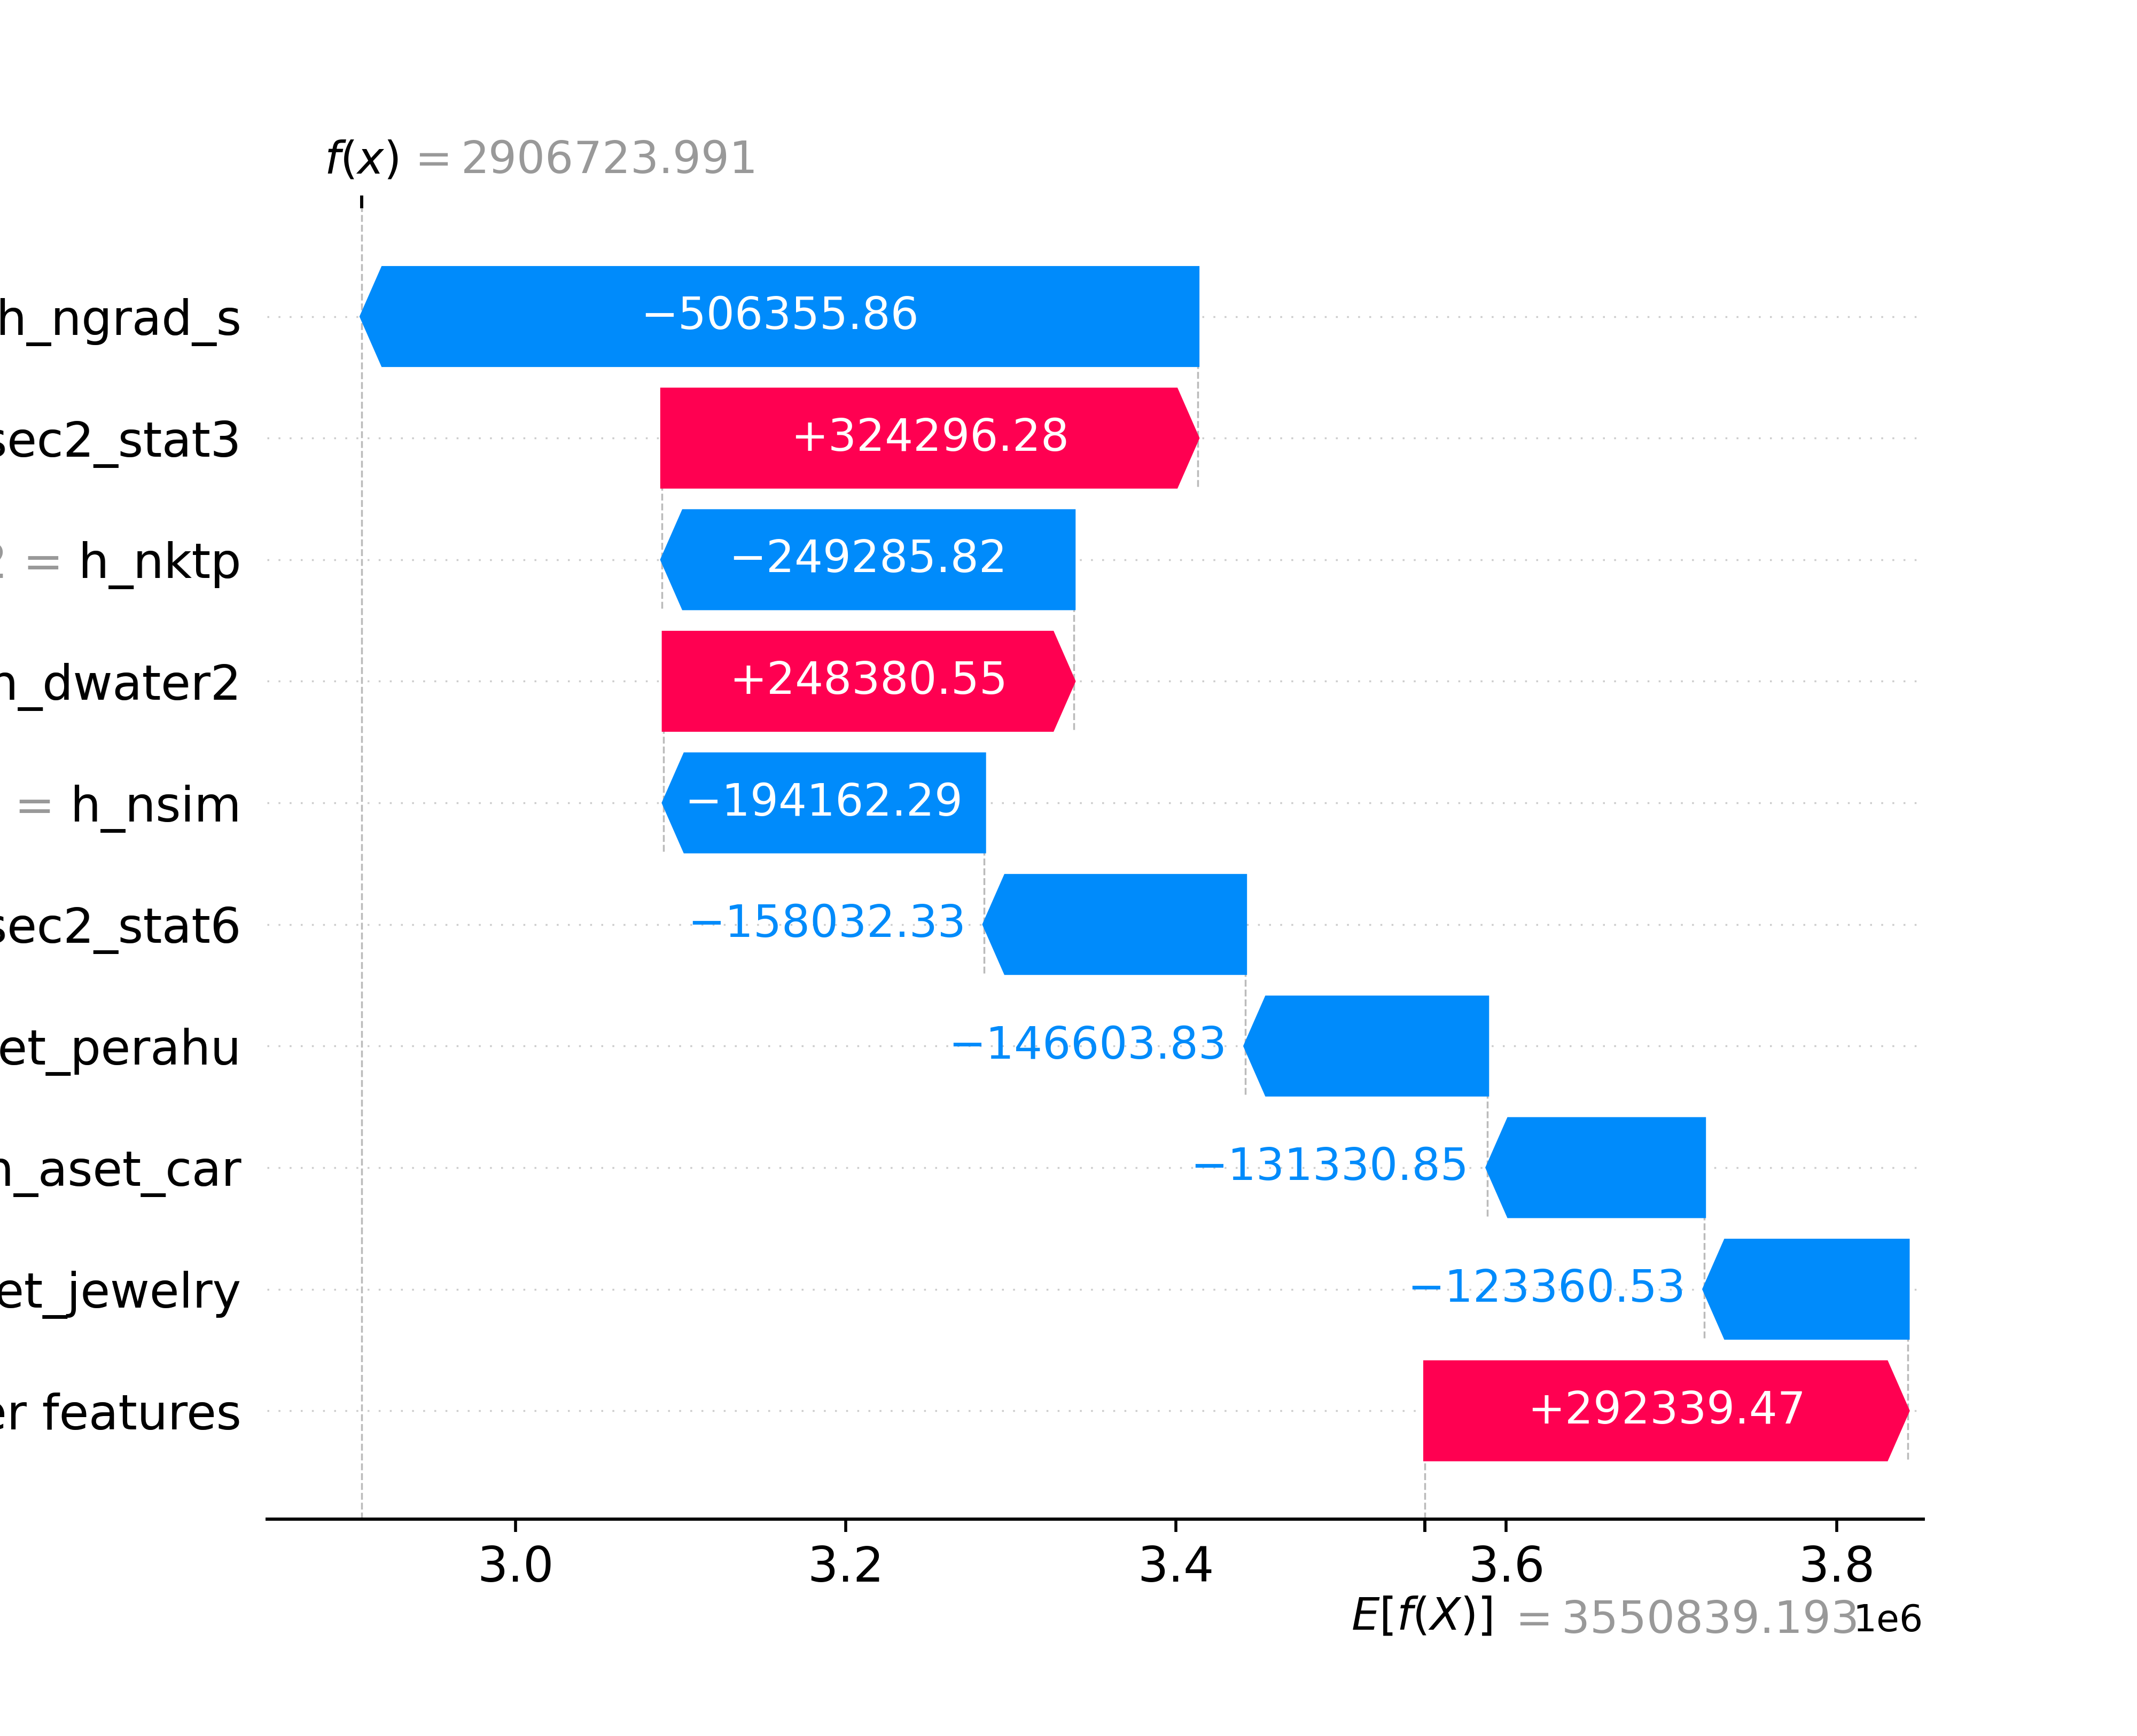 f(x) = 2906723.991
h_ngrad_s −506355.86
sec2_stat3 +324296.28
= h_nktp −249285.82
_dwater2 +248380.55
= h_nsim −194162.29
sec2_stat6 −158032.33
et_perahu −146603.83
_aset_car −131330.85
et_jewelry −123360.53
er features +292339.47
3.0 3.2 3.4 3.6 3.8
E[f(X)] = 3550839.193 1e6